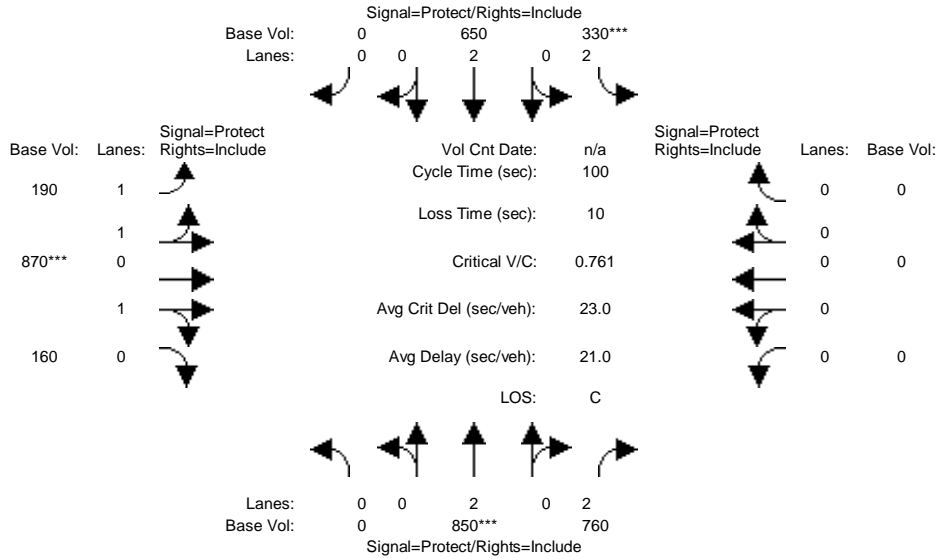 Signal=Protect/Rights=Include
Base Vol: 0 650 330***
Lanes: 0 0 2 0 2
Signal=Protect
Base Vol: Lanes: Rights=Include
Vol Cnt Date: n/a
Signal=Protect
Rights=Include Lanes: Base Vol:
Cycle Time (sec): 100
190 1 0 0
Loss Time (sec): 10
1 0
870*** 0 Critical V/C: 0.761 0 0
1 Avg Crit Del (sec/veh): 23.0 0
160 0 Avg Delay (sec/veh): 21.0 0 0
LOS: C
Lanes: 0 0 2 0 2
Base Vol: 0 850*** 760
Signal=Protect/Rights=Include